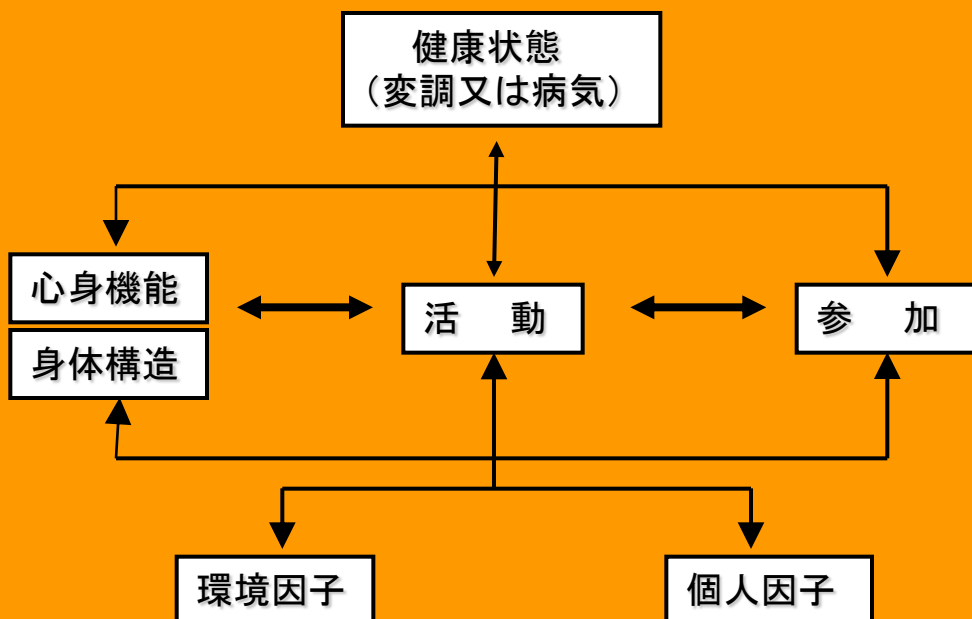 健康状態
（変調又は病気）
心身機能
身体構造
活　動
参　加
環境因子
個人因子